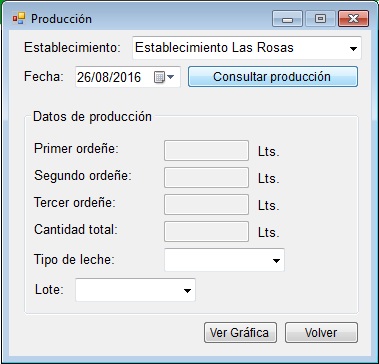 Producción
Establecimiento: Establecimiento Las Rosas
Fecha: 26/08/2016 Consultar producción
Datos de producción
Primer ordeñe: Lts.
Segundo ordeñe: Lts.
Tercer ordeñe: Lts.
Cantidad total: Lts.
Tipo de leche:
Lote:
Ver Gráfica Volver